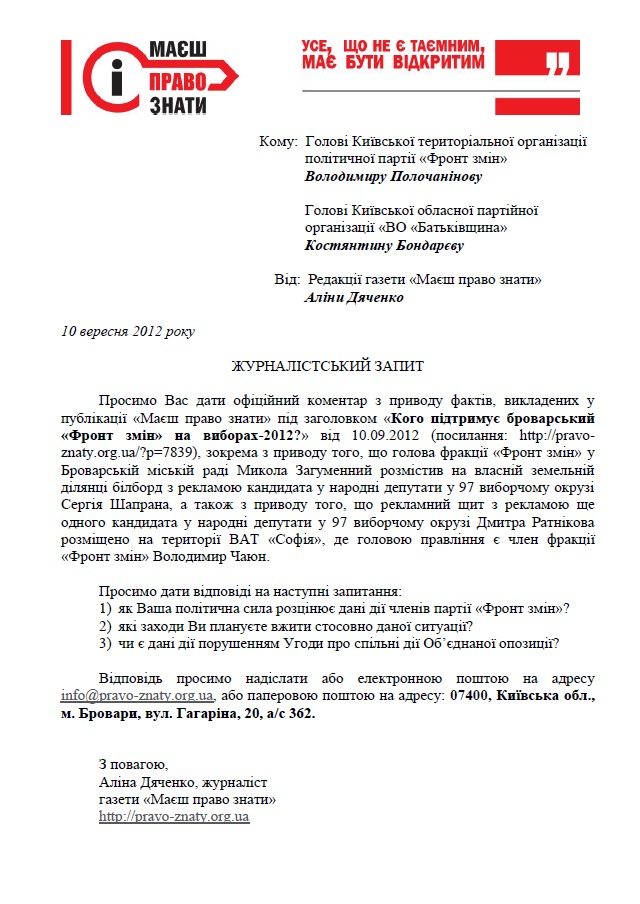 МАЄШ
ПРАВО
ЗНАТИ
УСЕ, ЩО НЕ Є ТАЄМНИМ,
МАЄ БУТИ ВІДКРИТИМ
Кому: Голові Київської територіальної організації
політичної партії «Фронт змін»
Володимиру Полочанінову
Голові Київської обласної партійної
організації «ВО «Батьківщина»
Костянтину Бондарєву
Від: Редакції газети «Маєш право знати»
Аліни Дяченко
10 вересня 2012 року
ЖУРНАЛІСТСЬКИЙ ЗАПИТ
Просимо Вас дати офіційний коментар з приводу фактів, викладених у
публікації «Маєш право знати» під заголовком «Кого підтримує броварський
«Фронт змін» на виборах-2012?» від 10.09.2012 (посилання: http://pravo-
znaty.org.ua/?p=7839), зокрема з приводу того, що голова фракції «Фронт змін» у
Броварській міській раді Микола Загуменний розмістив на власній земельній
ділянці білборд з рекламою кандидата у народні депутати у 97 виборчому окрузі
Сергія Шапрана, а також з приводу того, що рекламний щит з рекламою ще
одного кандидата у народні депутати у 97 виборчому окрузі Дмитра Ратнікова
розміщено на території ВАТ «Софія», де головою правління є член фракції
«Фронт змін» Володимир Чаюн.
Просимо дати відповіді на наступні запитання:
1) як Ваша політична сила розцінює дані дії членів партії «Фронт змін»?
2) які заходи Ви плануєте вжити стосовно даної ситуації?
3) чи є дані дії порушенням Угоди про спільні дії Об’єднаної опозиції?
Відповідь просимо надіслати або електронною поштою на адресу
info@pravo-znaty.org.ua, або паперовою поштою на адресу: 07400, Київська обл.,
м. Бровари, вул. Гагаріна, 20, а/с 362.
З повагою,
Аліна Дяченко, журналіст
газети «Маєш право знати»
http://pravo-znaty.org.ua